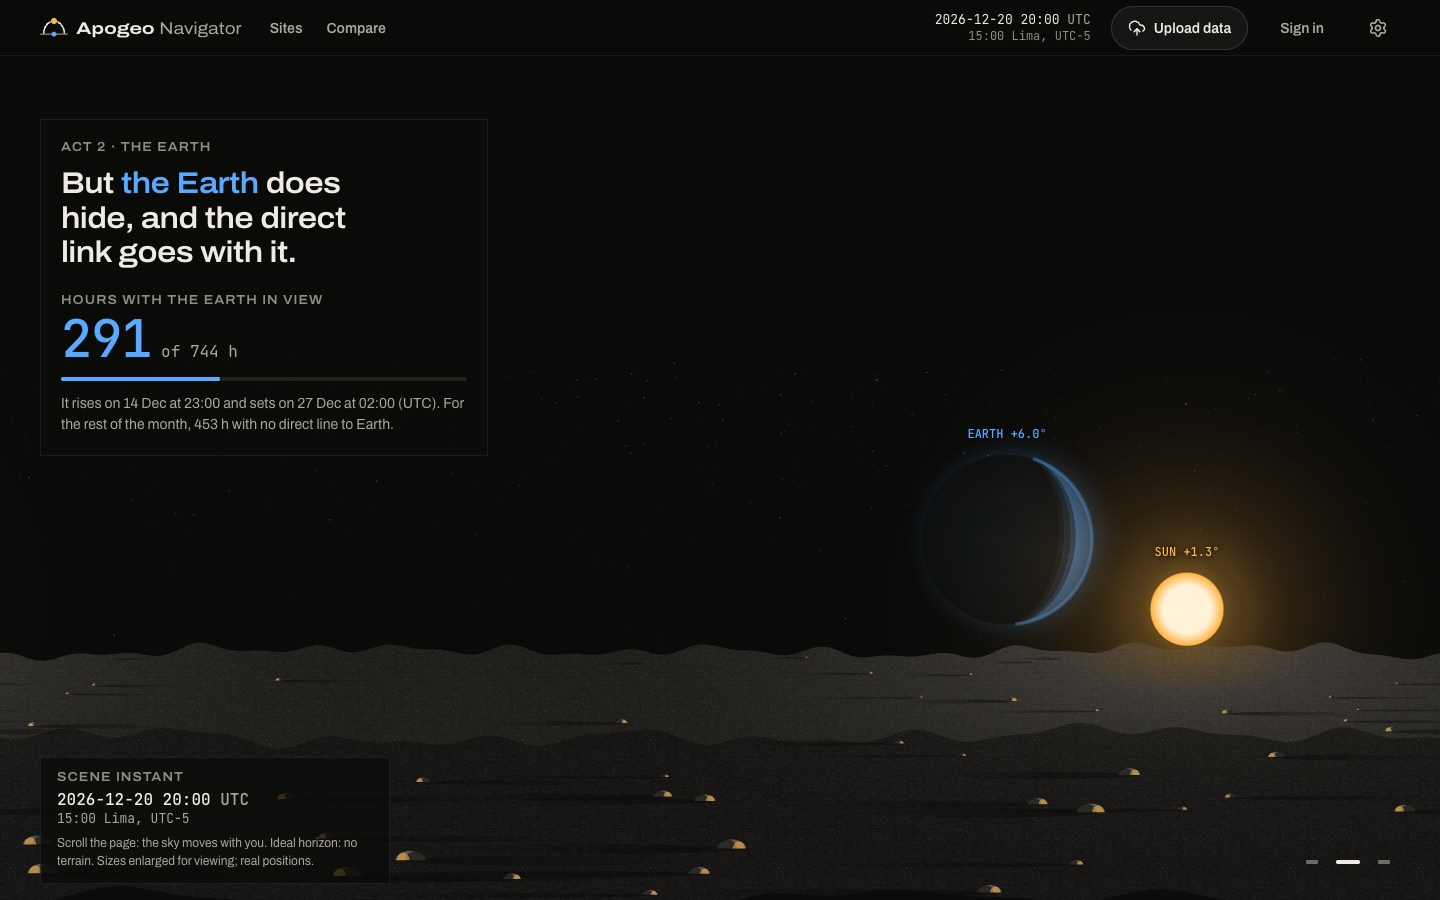 Apogeo Navigator
Sites
Compare
2026-12-20 20:00 UTC
15:00 Lima, UTC-5
Upload data
Sign in
ACT 2 · THE EARTH
But the Earth does
hide, and the direct
link goes with it.
HOURS WITH THE EARTH IN VIEW
291 of 744 h
It rises on 14 Dec at 23:00 and sets on 27 Dec at 02:00 (UTC). For
the rest of the month, 453 h with no direct line to Earth.
EARTH +6.0°
SUN +1.3°
SCENE INSTANT
2026-12-20 20:00 UTC
15:00 Lima, UTC-5
Scroll the page: the sky moves with you. Ideal horizon: no
terrain. Sizes enlarged for viewing; real positions.